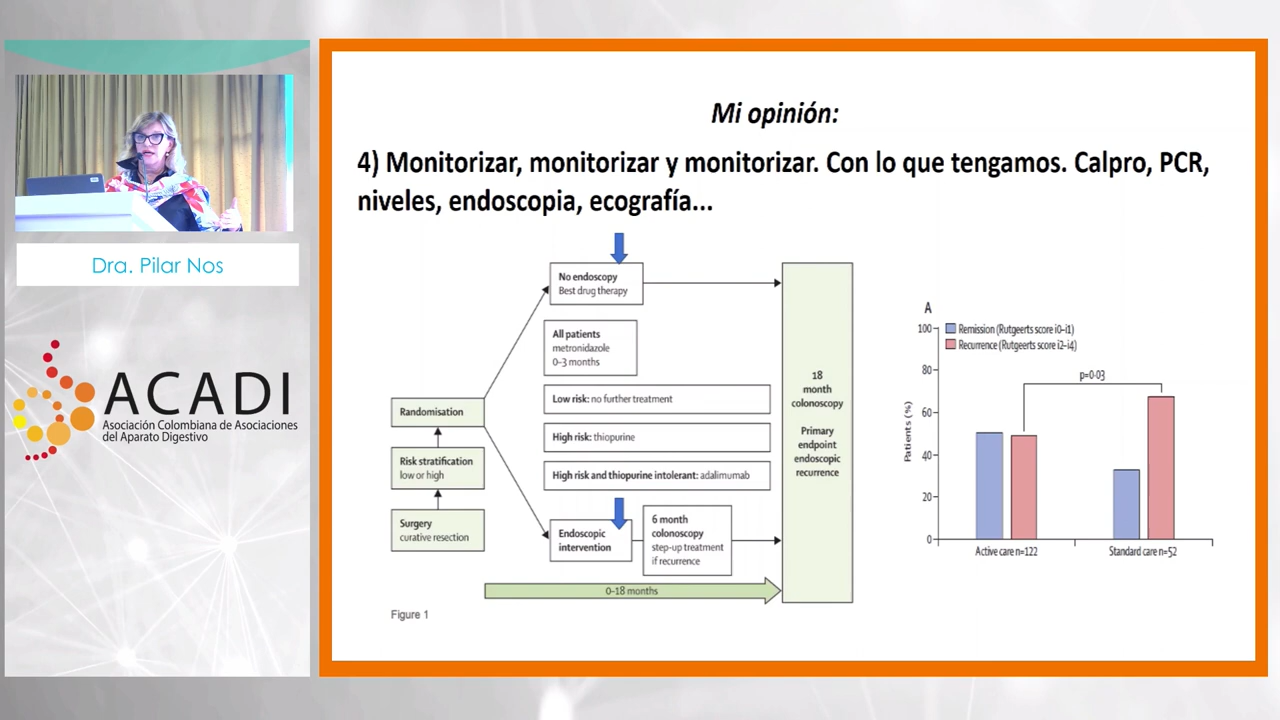 Dra. Pilar Nos
ACADI
Asociación Colombiana de Asociaciones
del Aparato Digestivo
Mi opinión:
4) Monitorizar, monitorizar y monitorizar. Con lo que tengamos. Calpro, PCR,
niveles, endoscopia, ecografía...
No endoscopy
Best drug therapy
All patients
metronidazole
0–3 months
Low risk: no further treatment
High risk: thiopurine
High risk and thiopurine intolerant: adalimumab
Randomisation
Risk stratification
low or high
Surgery
curative resection
Endoscopic
intervention
6 month
colonoscopy
step-up treatment
if recurrence
18
month
colonoscopy
Primary
endpoint
endoscopic
recurrence
0–18 months
Figure 1
A
Remission (Rutgeerts score i0–i1)
Recurrence (Rutgeerts score i2–i4)
p=0·03
Patients (%)
100
80
60
40
20
0
Active care n=122
Standard care n=52